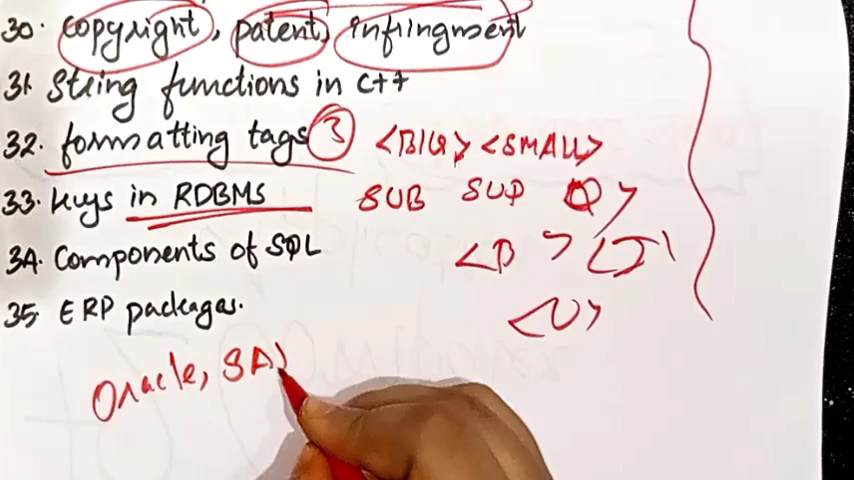 30. copyright, patent, infringment
31. String functions in C++
32. formatting tags 3 <BIG> <SMALL>
33. Keys in RDBMS SUB SUP Q>
34. Components of SQL <B > <I\
35. ERP packages. <U>
Oracle, SA